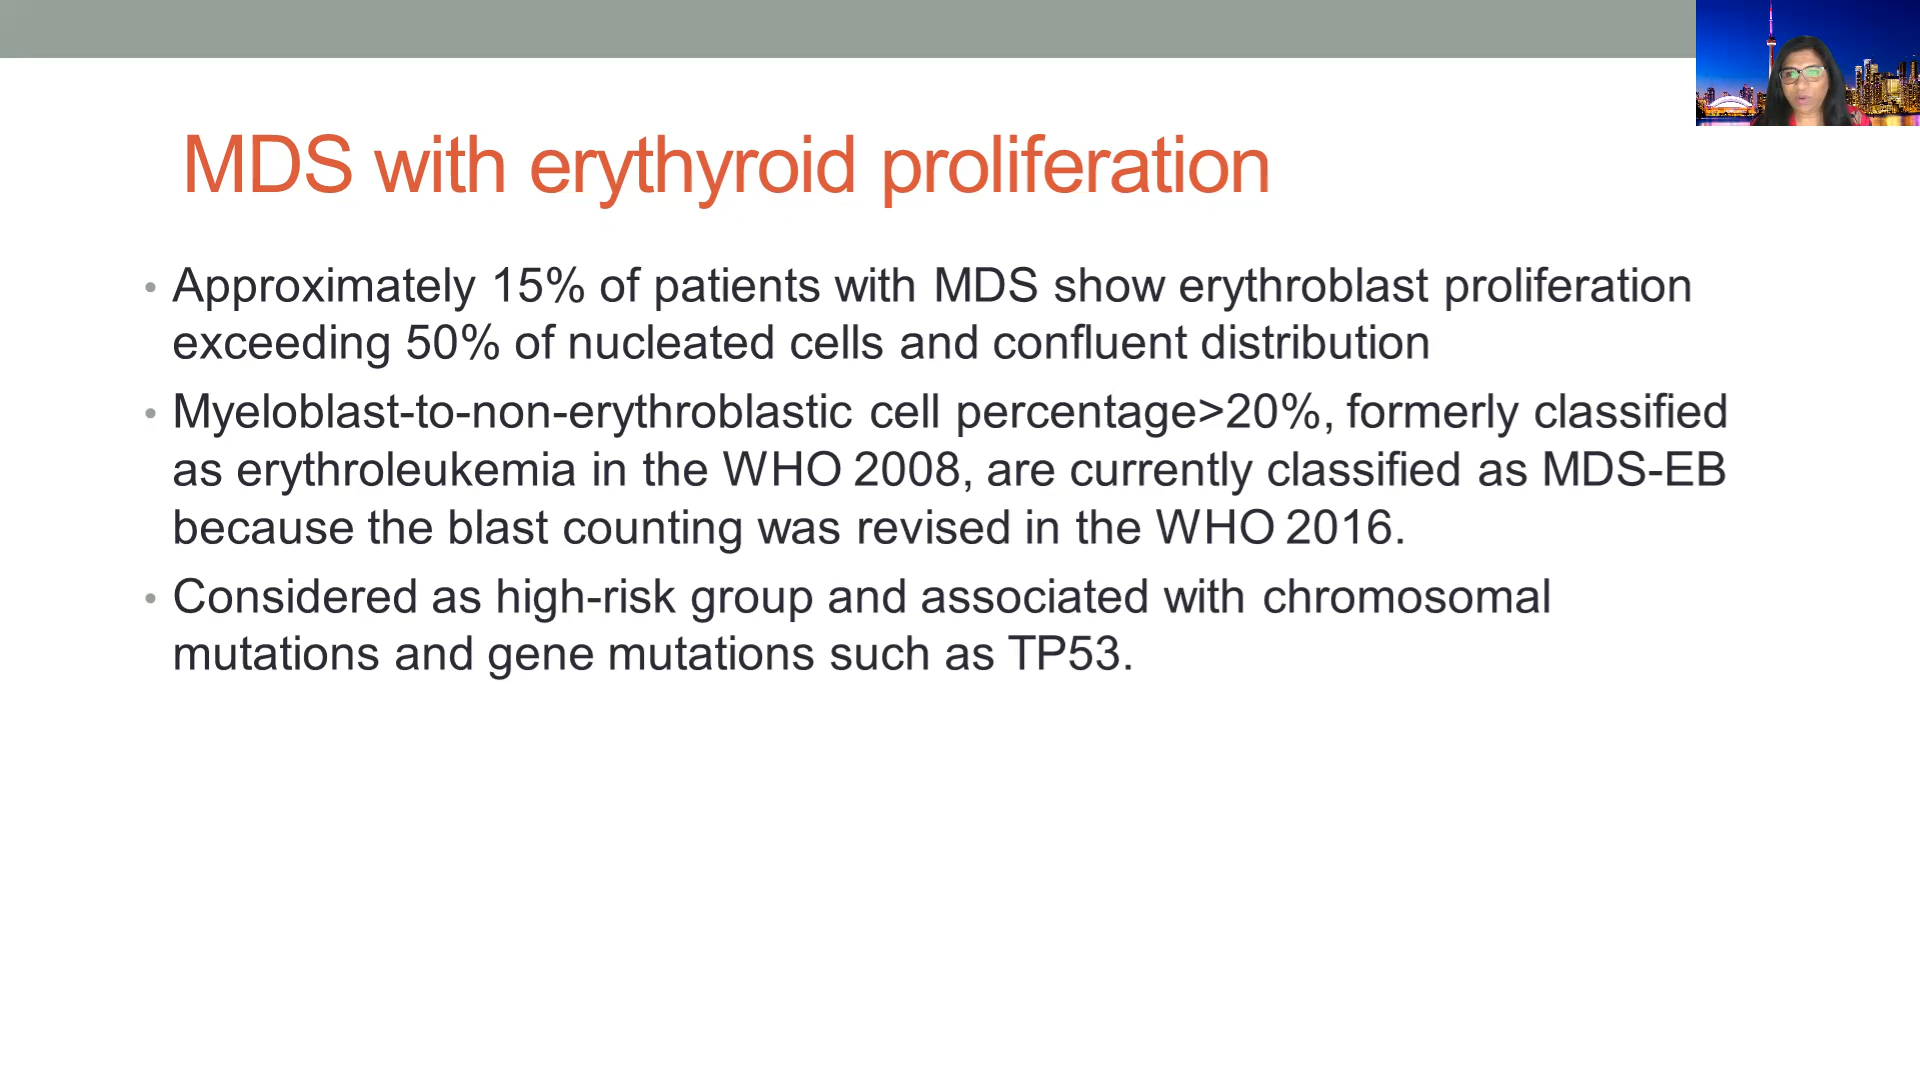 MDS with erythyroid proliferation
• Approximately 15% of patients with MDS show erythroblast proliferation
exceeding 50% of nucleated cells and confluent distribution
• Myeloblast-to-non-erythroblastic cell percentage>20%, formerly classified
as erythroleukemia in the WHO 2008, are currently classified as MDS-EB
because the blast counting was revised in the WHO 2016.
• Considered as high-risk group and associated with chromosomal
mutations and gene mutations such as TP53.